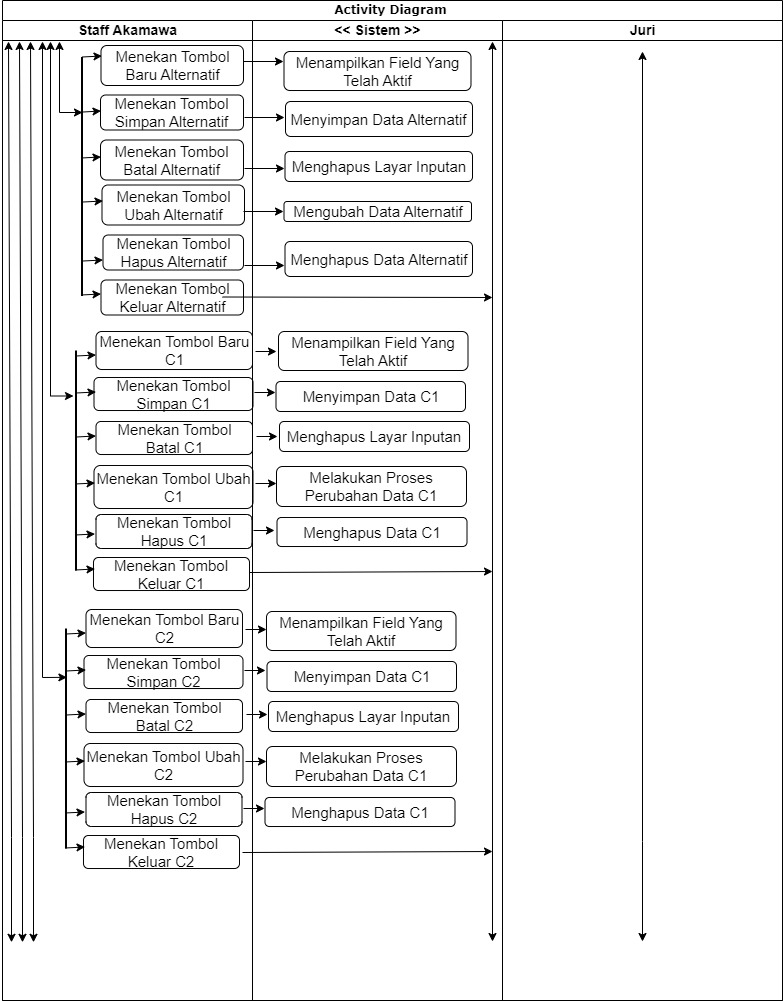 Activity Diagram
Staff Akamawa
<< Sistem >>
Juri
Menekan Tombol
Baru Alternatif
Menampilkan Field Yang
Telah Aktif
Menekan Tombol
Simpan Alternatif
Menyimpan Data Alternatif
Menekan Tombol
Batal Alternatif
Menghapus Layar Inputan
Menekan Tombol
Ubah Alternatif
Mengubah Data Alternatif
Menekan Tombol
Hapus Alternatif
Menghapus Data Alternatif
Menekan Tombol
Keluar Alternatif
Menekan Tombol Baru
C1
Menampilkan Field Yang
Telah Aktif
Menekan Tombol
Simpan C1
Menyimpan Data C1
Menekan Tombol
Batal C1
Menghapus Layar Inputan
Menekan Tombol Ubah
C1
Melakukan Proses
Perubahan Data C1
Menekan Tombol
Hapus C1
Menghapus Data C1
Menekan Tombol
Keluar C1
Menekan Tombol Baru
C2
Menampilkan Field Yang
Telah Aktif
Menekan Tombol
Simpan C2
Menyimpan Data C1
Menekan Tombol
Batal C2
Menghapus Layar Inputan
Menekan Tombol Ubah
C2
Melakukan Proses
Perubahan Data C1
Menekan Tombol
Hapus C2
Menghapus Data C1
Menekan Tombol
Keluar C2